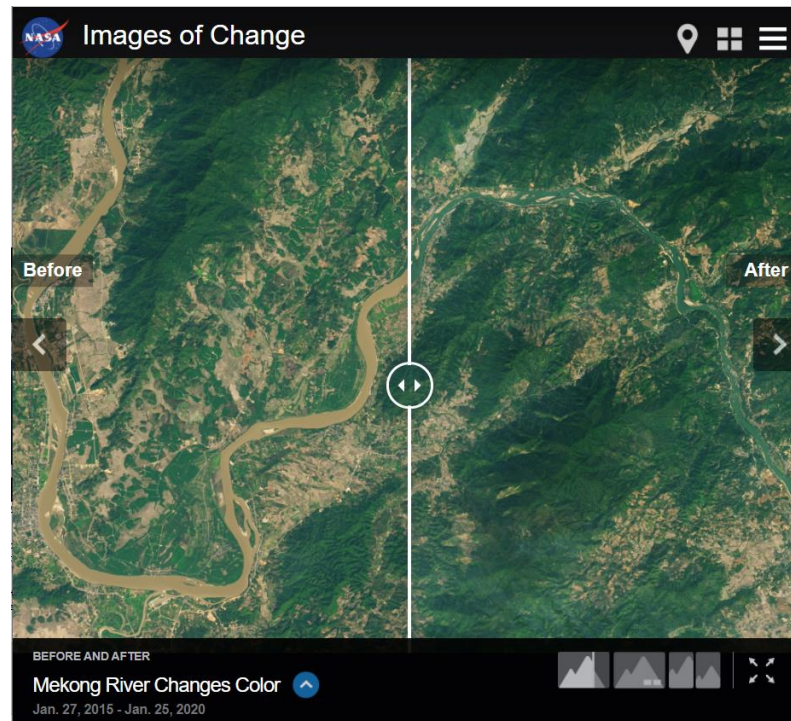 NASA
Images of Change
Before
After
BEFORE AND AFTER
Mekong River Changes Color
Jan. 27, 2015 - Jan. 25, 2020